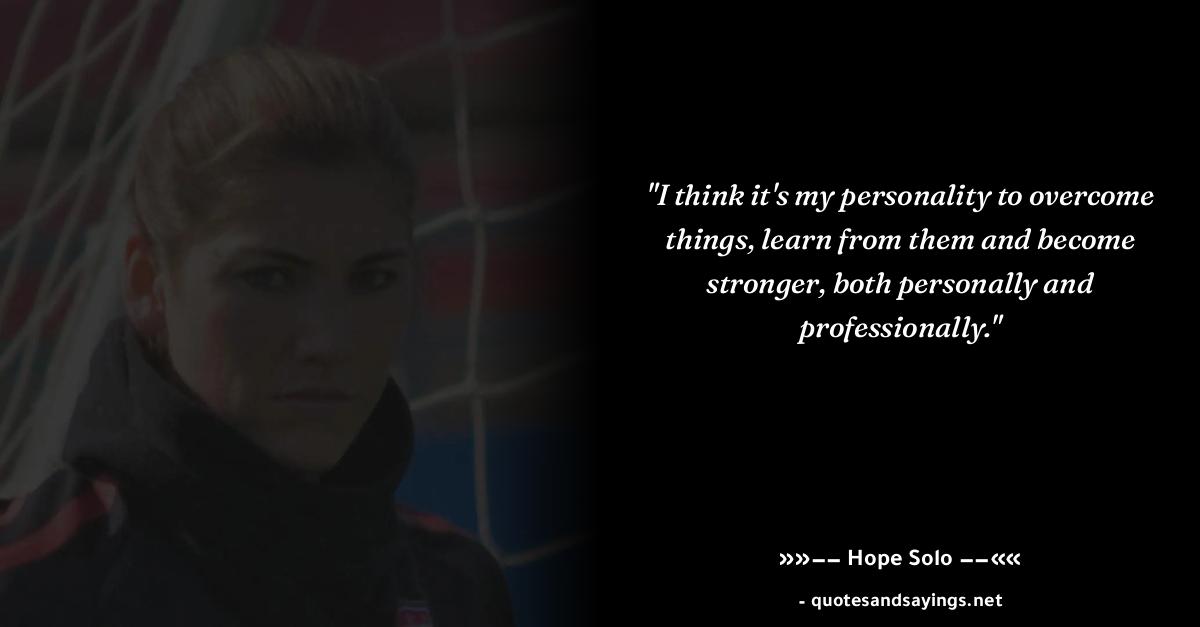 "I think it's my personality to overcome
things, learn from them and become
stronger, both personally and
professionally."
»»–– Hope Solo ––««
- quotesandsayings.net